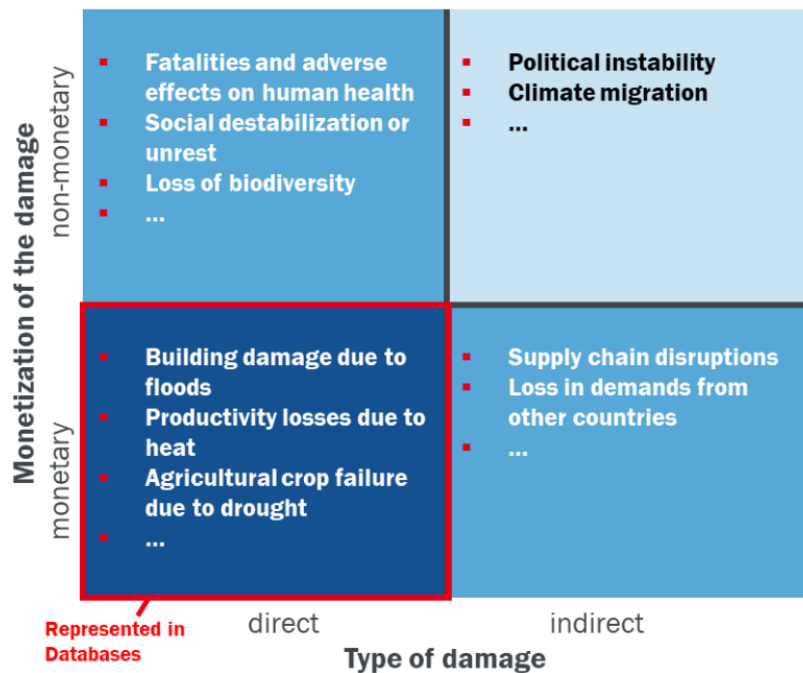 Monetization of the damage
non-monetary
monetary
▪ Fatalities and adverse
effects on human health
▪ Social destabilization or
unrest
▪ Loss of biodiversity
▪ ...
▪ Political instability
▪ Climate migration
▪ ...
▪ Building damage due to
floods
▪ Productivity losses due to
heat
▪ Agricultural crop failure
due to drought
▪ ...
▪ Supply chain disruptions
▪ Loss in demands from
other countries
▪ ...
Represented in
Databases
direct
indirect
Type of damage